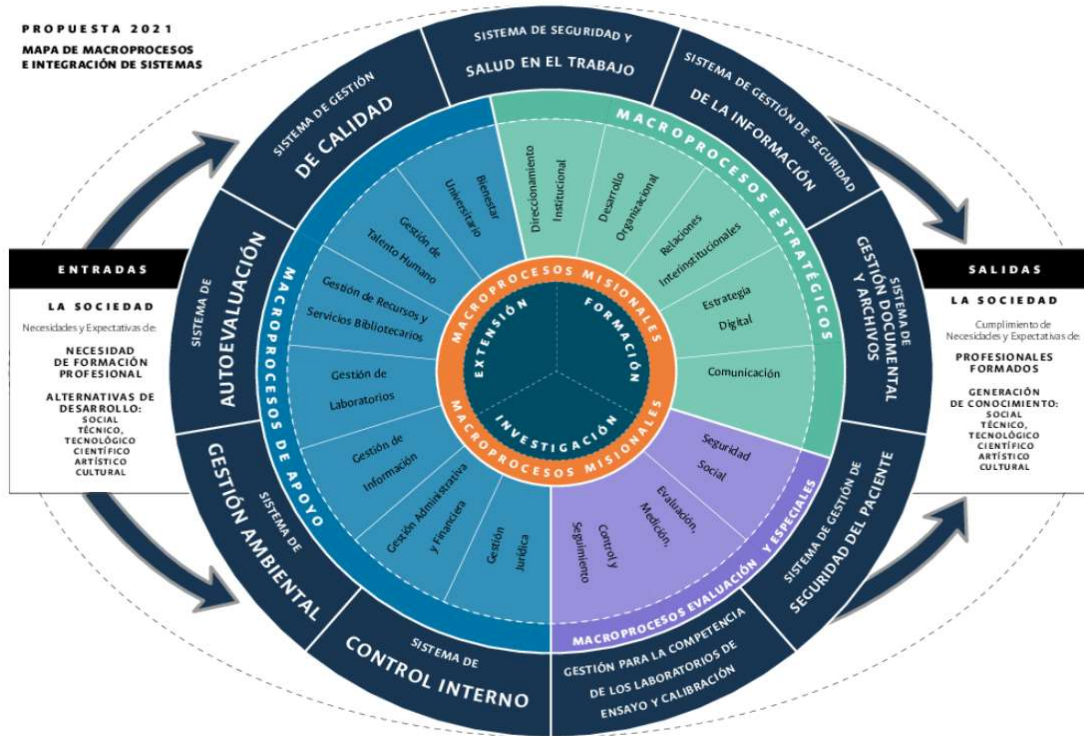 PROPUESTA 2021
MAPA DE MACROPROCESOS
E INTEGRACIÓN DE SISTEMAS
ENTRADAS
LA SOCIEDAD
Necesidades y Expectativas de:
NECESIDAD
DE FORMACIÓN
PROFESIONAL
ALTERNATIVAS DE
DESARROLLO:
SOCIAL
TÉCNICO,
TECNOLÓGICO
CIENTÍFICO
ARTÍSTICO
CULTURAL
SISTEMA DE GESTIÓN
DE CALIDAD
SISTEMA DE SEGURIDAD Y
SALUD EN EL TRABAJO
SISTEMA DE GESTIÓN DE SEGURIDAD
DE LA INFORMACIÓN
SISTEMA DE
GESTIÓN DOCUMENTAL
Y ARCHIVOS
SISTEMA DE GESTIÓN DE
SEGURIDAD DEL PACIENTE
GESTIÓN PARA LA COMPETENCIA
DE LOS LABORATORIOS DE
ENSAYO Y CALIBRACIÓN
SISTEMA DE
CONTROL INTERNO
SISTEMA DE
GESTIÓN AMBIENTAL
SISTEMA DE
AUTOEVALUACIÓN
MACROPROCESOS ESTRATÉGICOS
Direccionamiento
Institucional
Desarrollo
Organizacional
Relaciones
Interinstitucionales
Estrategia
Digital
Comunicación
MACROPROCESOS EVALUACIÓN Y ESPECIALES
Seguridad
Social
Evaluación,
Medición,
Control y
Seguimiento
MACROPROCESOS DE APOYO
Gestión
Jurídica
Gestión Administrativa
y Financiera
Gestión de
Información
Gestión de
Laboratorios
Gestión de Recursos y
Servicios Bibliotecarios
Gestión de
Talento Humano
Bienestar
Universitario
MACROPROCESOS MISIONALES
MACROPROCESOS MISIONALES
EXTENSIÓN
FORMACIÓN
INVESTIGACIÓN
SALIDAS
LA SOCIEDAD
Cumplimiento de
Necesidades y Expectativas de:
PROFESIONALES
FORMADOS
GENERACIÓN
DE CONOCIMIENTO:
SOCIAL
TÉCNICO,
TECNOLÓGICO
CIENTÍFICO
ARTÍSTICO
CULTURAL